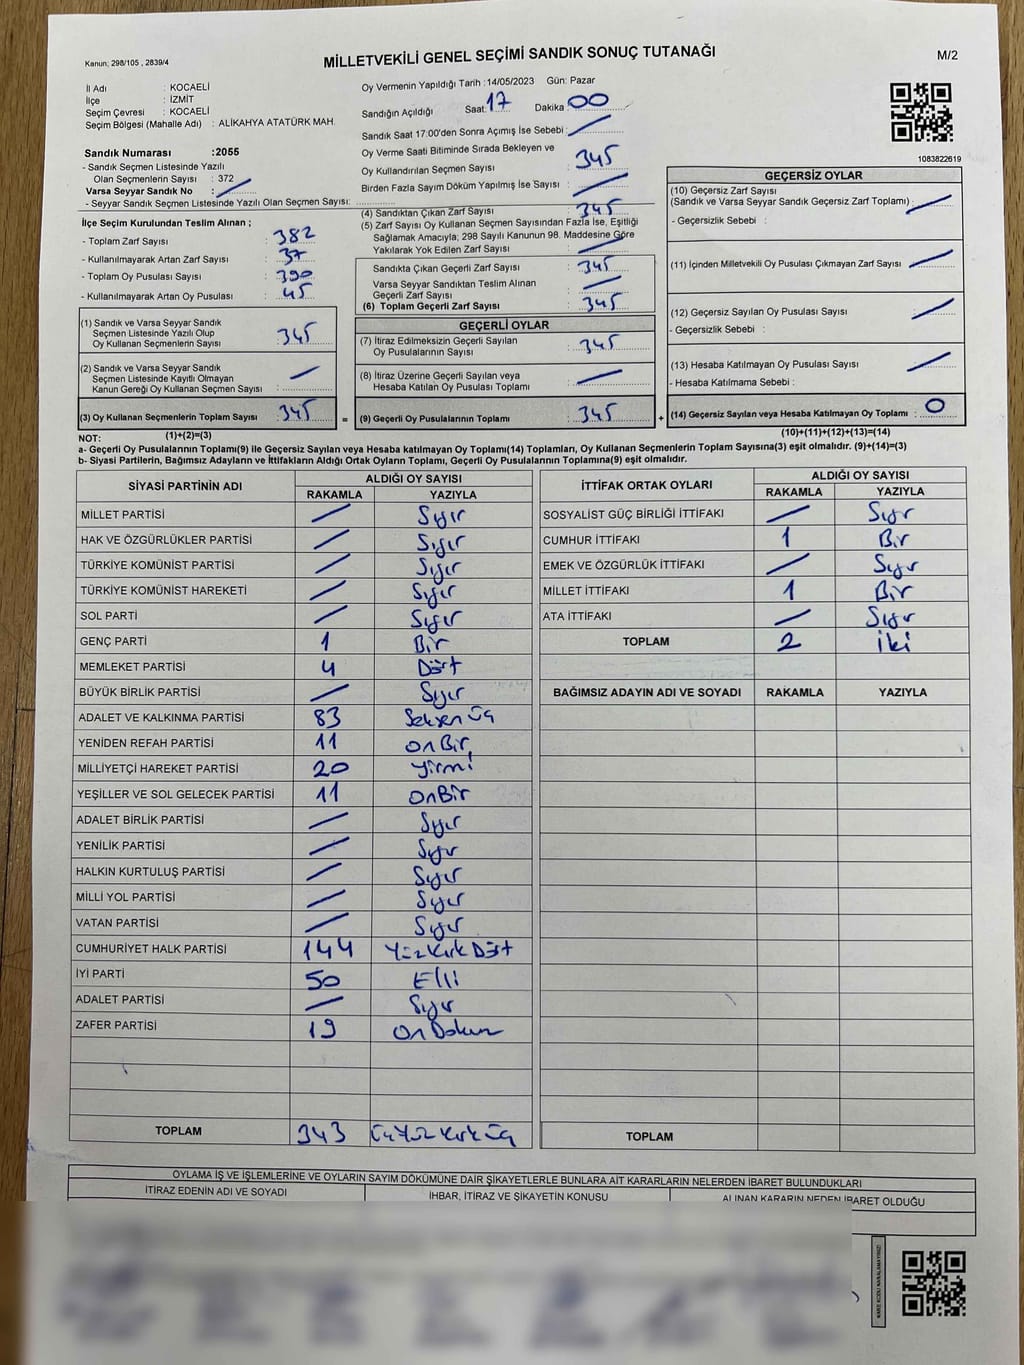 Kanun; 298/105 , 2839/4
MİLLETVEKİLİ GENEL SEÇİMİ SANDIK SONUÇ TUTANAĞI
M/2
İl Adı : KOCAELİ
İlçe : İZMİT
Seçim Çevresi : KOCAELİ
Seçim Bölgesi (Mahalle Adı) : ALİKAHYA ATATÜRK MAH.
Sandık Numarası :2055
- Sandık Seçmen Listesinde Yazılı
Olan Seçmenlerin Sayısı : 372
Varsa Seyyar Sandık No :
- Seyyar Sandık Seçmen Listesinde Yazılı Olan Seçmen Sayısı:
Oy Vermenin Yapıldığı Tarih :14/05/2023 Gün: Pazar
Sandığın Açıldığı Saat: 17 Dakika 00
Sandık Saat 17:00'den Sonra Açımış İse Sebebi :
Oy Verme Saati Bitiminde Sırada Bekleyen ve
Oy Kullandırılan Seçmen Sayısı : 345
Birden Fazla Sayım Döküm Yapılmış İse Sayısı :
1083822619
İlçe Seçim Kurulundan Teslim Alınan ;
- Toplam Zarf Sayısı : 382
- Kullanılmayarak Artan Zarf Sayısı : 37
- Toplam Oy Pusulası Sayısı : 390
- Kullanılmayarak Artan Oy Pusulası : 45
(1) Sandık ve Varsa Seyyar Sandık
Seçmen Listesinde Yazılı Olup
Oy Kullanan Seçmenlerin Sayısı : 345
(2) Sandık ve Varsa Seyyar Sandık
Seçmen Listesinde Kayıtlı Olmayan
Kanun Gereği Oy Kullanan Seçmen Sayısı :
(3) Oy Kullanan Seçmenlerin Toplam Sayısı : 345 =
(1)+(2)=(3)
(4) Sandıktan Çıkan Zarf Sayısı : 345
(5) Zarf Sayısı Oy Kullanan Seçmen Sayısından Fazla İse, Eşitliği
Sağlamak Amacıyla; 298 Sayılı Kanunun 98. Maddesine Göre
Yakılarak Yok Edilen Zarf Sayısı :
Sandıkta Çıkan Geçerli Zarf Sayısı : 345
Varsa Seyyar Sandıktan Teslim Alınan
Geçerli Zarf Sayısı :
(6) Toplam Geçerli Zarf Sayısı : 345
GEÇERLİ OYLAR
(7) İtiraz Edilmeksizin Geçerli Sayılan
Oy Pusulalarının Sayısı : 345
(8) İtiraz Üzerine Geçerli Sayılan veya
Hesaba Katılan Oy Pusulası Toplamı :
(9) Geçerli Oy Pusulalarının Toplamı : 345 +
GEÇERSİZ OYLAR
(10) Geçersiz Zarf Sayısı
(Sandık ve Varsa Seyyar Sandık Geçersiz Zarf Toplamı) :
- Geçersizlik Sebebi :
(11) İçinden Milletvekili Oy Pusulası Çıkmayan Zarf Sayısı :
(12) Geçersiz Sayılan Oy Pusulası Sayısı :
- Geçersizlik Sebebi :
(13) Hesaba Katılmayan Oy Pusulası Sayısı :
- Hesaba Katılmama Sebebi :
(14) Geçersiz Sayılan veya Hesaba Katılmayan Oy Toplamı : 0
(10)+(11)+(12)+(13)=(14)
NOT:
a- Geçerli Oy Pusulalarının Toplamı(9) ile Geçersiz Sayılan veya Hesaba katılmayan Oy Toplamı(14) Toplamları, Oy Kullanan Seçmenlerin Toplam Sayısına(3) eşit olmalıdır. (9)+(14)=(3)
b- Siyasi Partilerin, Bağımsız Adayların ve İttifakların Aldığı Ortak Oyların Toplamı, Geçerli Oy Pusulalarının Toplamına(9) eşit olmalıdır.
SİYASİ PARTİNİN ADI ALDIĞI OY SAYISI
RAKAMLA YAZIYLA
MİLLET PARTİSİ Sıfır
HAK VE ÖZGÜRLÜKLER PARTİSİ Sıfır
TÜRKİYE KOMÜNİST PARTİSİ Sıfır
TÜRKİYE KOMÜNİST HAREKETİ Sıfır
SOL PARTİ Sıfır
GENÇ PARTİ 1 Bir
MEMLEKET PARTİSİ 4 Dört
BÜYÜK BİRLİK PARTİSİ Sıfır
ADALET VE KALKINMA PARTİSİ 83 Seksen Üç
YENİDEN REFAH PARTİSİ 11 On Bir
MİLLİYETÇİ HAREKET PARTİSİ 20 Yirmi
YEŞİLLER VE SOL GELECEK PARTİSİ 11 On Bir
ADALET BİRLİK PARTİSİ Sıfır
YENİLİK PARTİSİ Sıfır
HALKIN KURTULUŞ PARTİSİ Sıfır
MİLLİ YOL PARTİSİ Sıfır
VATAN PARTİSİ Sıfır
CUMHURİYET HALK PARTİSİ 144 Yüz Kırk Dört
İYİ PARTİ 50 Elli
ADALET PARTİSİ Sıfır
ZAFER PARTİSİ 19 On Dokuz
TOPLAM 343 Üç Yüz Kırk Üç
İTTİFAK ORTAK OYLARI ALDIĞI OY SAYISI
RAKAMLA YAZIYLA
SOSYALİST GÜÇ BİRLİĞİ İTTİFAKI Sıfır
CUMHUR İTTİFAKI 1 Bir
EMEK VE ÖZGÜRLÜK İTTİFAKI Sıfır
MİLLET İTTİFAKI 1 Bir
ATA İTTİFAKI Sıfır
TOPLAM 2 İki
BAĞIMSIZ ADAYIN ADI VE SOYADI RAKAMLA YAZIYLA
TOPLAM
OYLAMA İŞ VE İŞLEMLERİNE VE OYLARIN SAYIM DÖKÜMÜNE DAİR ŞİKAYETLERLE BUNLARA AİT KARARLARIN NELERDEN İBARET BULUNDUKLARI
İTİRAZ EDENİN ADI VE SOYADI İHBAR, İTİRAZ VE ŞİKAYETİN KONUSU ALINAN KARARIN NEDEN İBARET OLDUĞU
KARE KODU KARALAMAYINIZ!